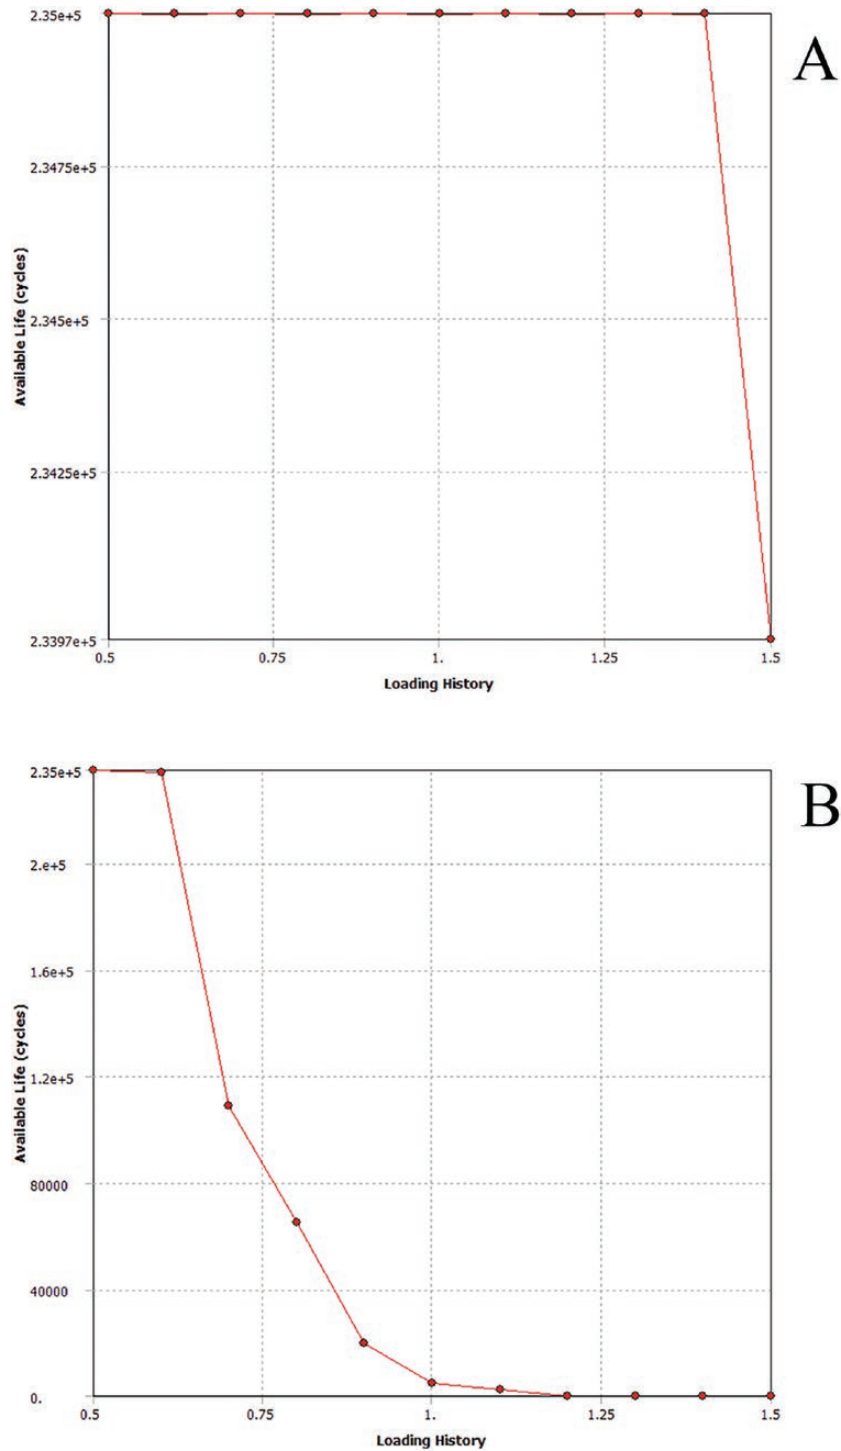 2.35e+5
A
2.3475e+5
2.345e+5
2.3425e+5
2.3397e+5
Available Life (cycles)
0.5 0.75 1. 1.25 1.5
Loading History
2.35e+5
B
2.e+5
1.6e+5
1.2e+5
80000
40000
0.
Available Life (cycles)
0.5 0.75 1. 1.25 1.5
Loading History